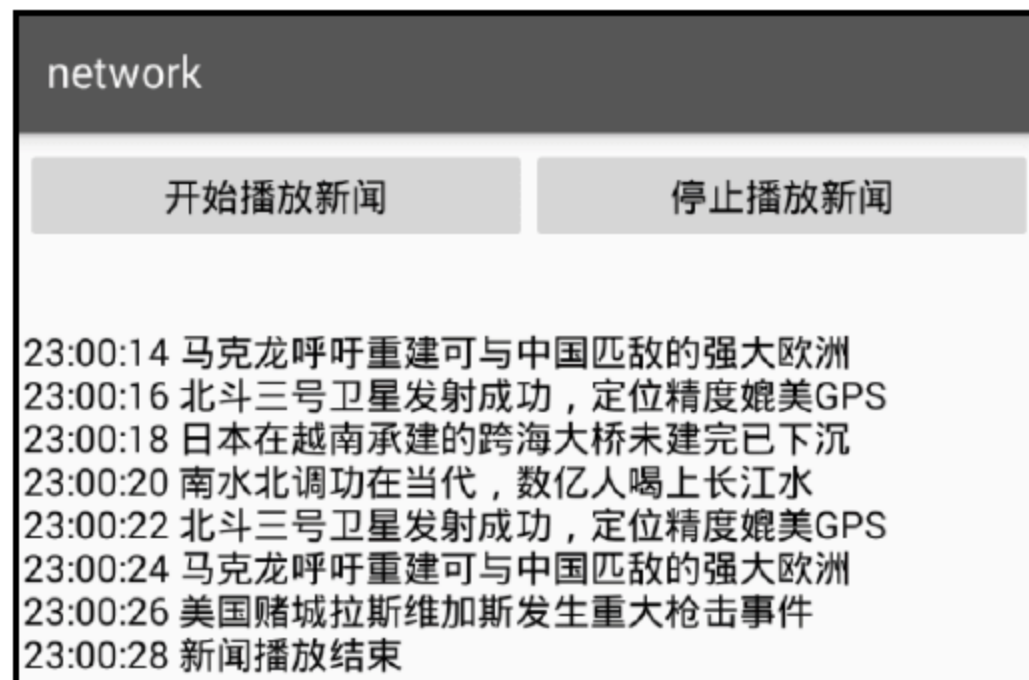 network
开始播放新闻
停止播放新闻
23:00:14 马克龙呼吁重建可与中国匹敌的强大欧洲
23:00:16 北斗三号卫星发射成功，定位精度媲美GPS
23:00:18 日本在越南承建的跨海大桥未建完已下沉
23:00:20 南水北调功在当代，数亿人喝上长江水
23:00:22 北斗三号卫星发射成功，定位精度媲美GPS
23:00:24 马克龙呼吁重建可与中国匹敌的强大欧洲
23:00:26 美国赌城拉斯维加斯发生重大枪击事件
23:00:28 新闻播放结束